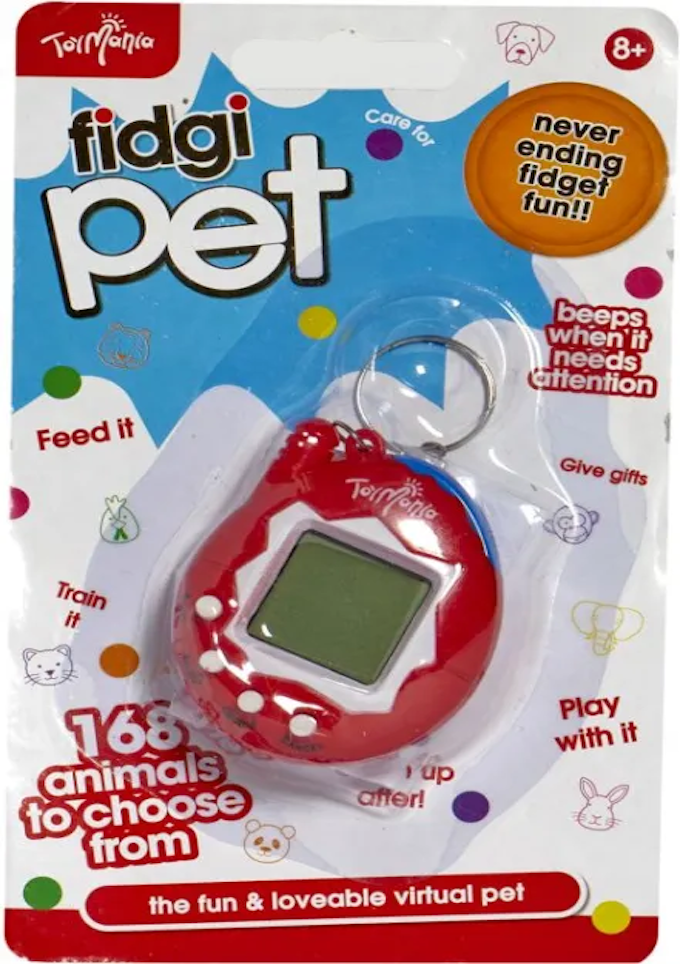 ToyMania
8+
fidgi
pet
Care for
never
ending
fidget
fun!!
beeps
when it
needs
attention
Feed it
Give gifts
ToyMania
Train
it
Play
with it
168
animals
to choose
from
up
after!
the fun & loveable virtual pet